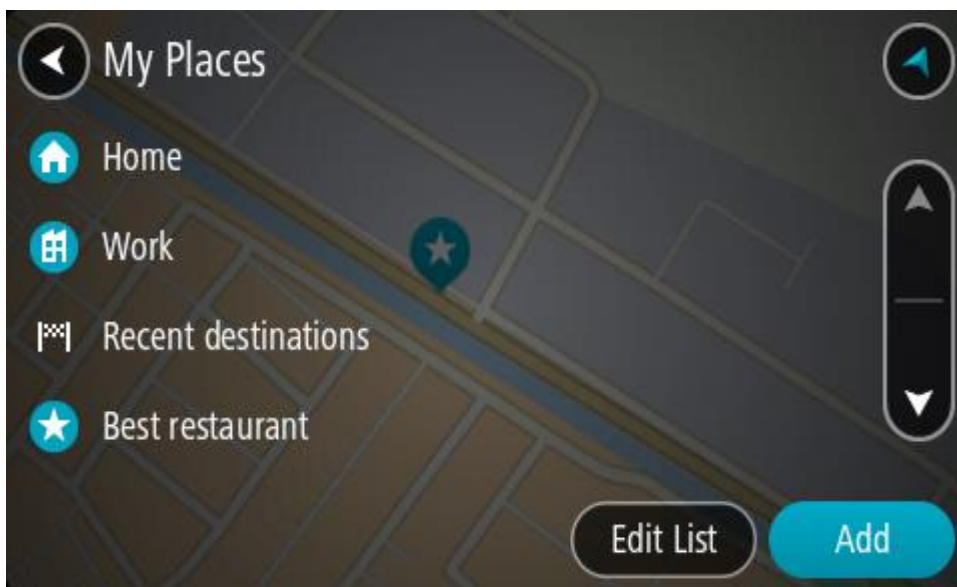 My Places
Home
Work
Recent destinations
Best restaurant
Edit List
Add